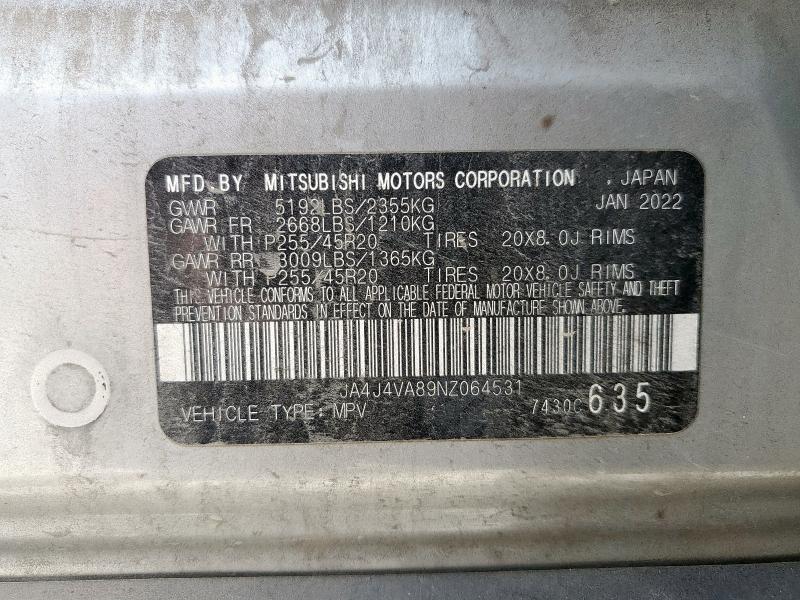 MFD.BY MITSUBISHI MOTORS CORPORATION , JAPAN
GWWR 5192LBS/2355KG JAN 2022
GAWR FR 2668LBS/1210KG
WITH P255/45R20 TIRES 20X8.0J RIMS
GAWR RR 3009LBS/1365KG
WITH P255/45R20 TIRES 20X8.0J RIMS
THIS VEHICLE CONFORMS TO ALL APPLICABLE FEDERAL MOTOR VEHICLE SAFETY AND THEFT
PREVENTION STANDARDS IN EFFECT ON THE DATE OF MANUFACTURE SHOWN ABOVE.
JA4J4VA89NZ064531
VEHICLE TYPE: MPV 7430C 635